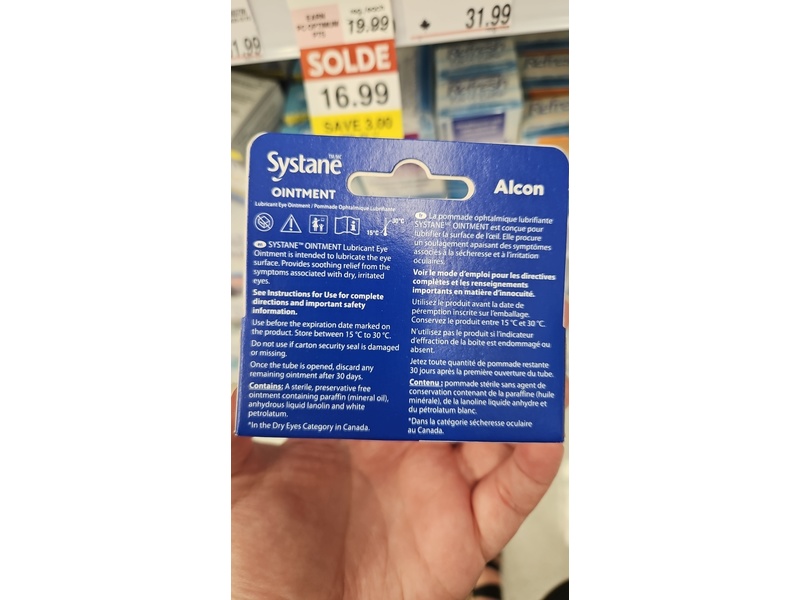 31.99
1.99
19.99
SOLDE
16.99
SAVE 3.00
Refresh
Refresh
Systane
OINTMENT
Lubricant Eye Ointment / Pommade Ophtalmique Lubrifiante
Alcon
15°C 30°C
SYSTANE™ OINTMENT Lubricant Eye
Ointment is intended to lubricate the eye
surface. Provides soothing relief from the
symptoms associated with dry, irritated
eyes.
See Instructions for Use for complete
directions and important safety
information.
Use before the expiration date marked on
the product. Store between 15 °C to 30 °C.
Do not use if carton security seal is damaged
or missing.
Once the tube is opened, discard any
remaining ointment after 30 days.
Contains: A sterile, preservative free
ointment containing paraffin (mineral oil),
anhydrous liquid lanolin and white
petrolatum.
*In the Dry Eyes Category in Canada.
La pommade ophtalmique lubrifiante
SYSTANE™ OINTMENT est conçue pour
lubrifier la surface de l'œil. Elle procure
un soulagement apaisant des symptômes
associés à la sécheresse et à l'irritation
oculaires.
Voir le mode d'emploi pour les directives
complètes et les renseignements
importants en matière d'innocuité.
Utilisez le produit avant la date de
péremption inscrite sur l'emballage.
Conservez le produit entre 15 °C et 30 °C.
N'utilisez pas le produit si l'indicateur
d'effraction de la boîte est endommagé ou
absent.
Jetez toute quantité de pommade restante
30 jours après la première ouverture du tube.
Contenu : pommade stérile sans agent de
conservation contenant de la paraffine (huile
minérale), de la lanoline liquide anhydre et
du pétrolatum blanc.
*Dans la catégorie sécheresse oculaire
au Canada.